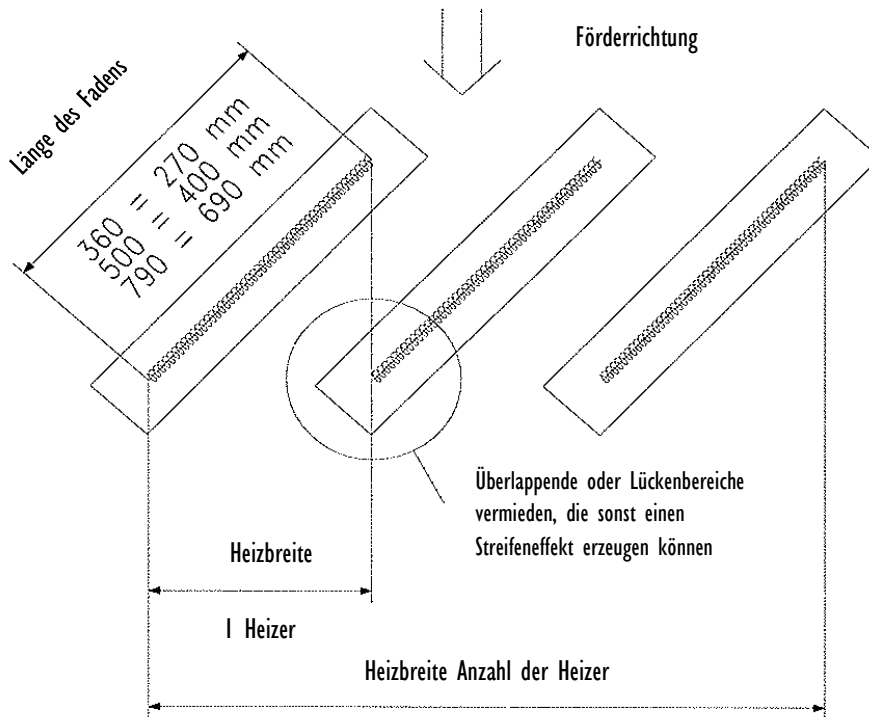 Förderrichtung
Länge des Fadens
360 = 270 mm
500 = 400 mm
790 = 690 mm
Überlappende oder Lückenbereiche
vermieden, die sonst einen
Streifeneffekt erzeugen können
Heizbreite
1 Heizer
Heizbreite Anzahl der Heizer